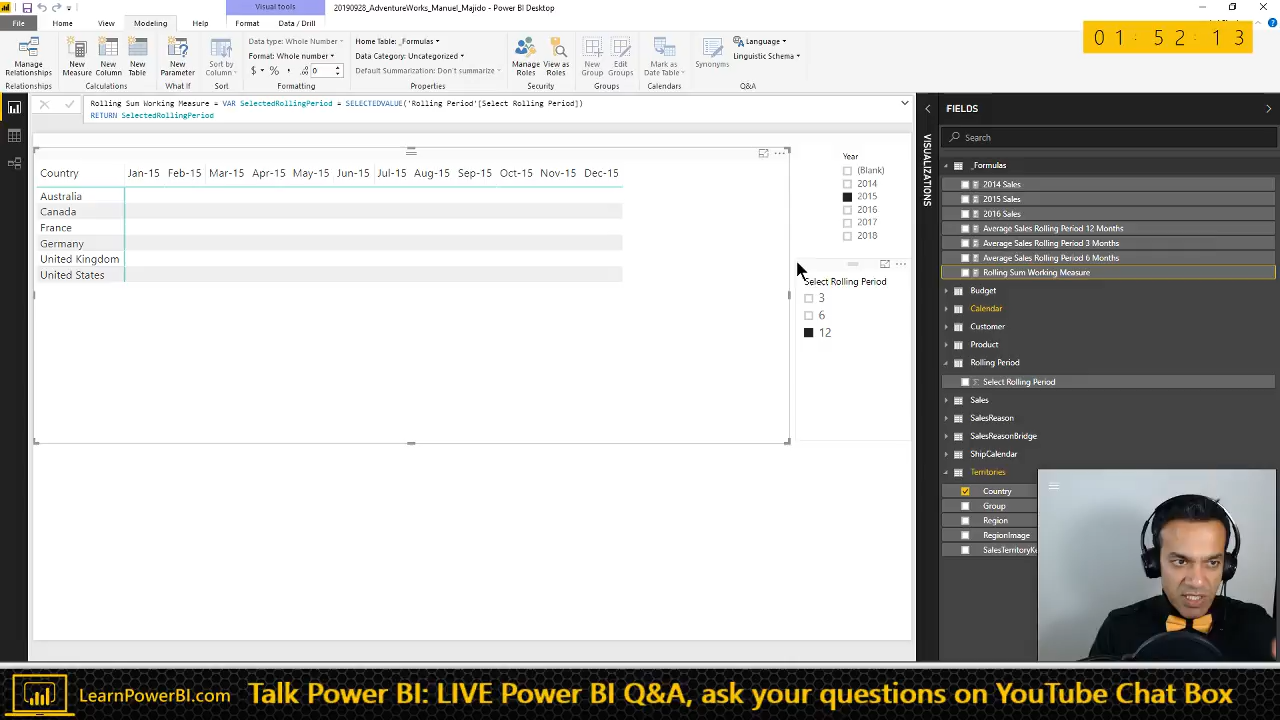 Visual tools
20190928_AdventureWorks_Manuel_Majido - Power BI Desktop
File Home View Modeling Help Format Data / Drill
01:52:13
Manage Relationships
Relationships
New Measure
New Column
New Table
Calculations
New Parameter
What If
Sort by Column
Sort
Data type: Whole Number
Format: Whole number
$ % , .00 0
Formatting
Home Table: _Formulas
Data Category: Uncategorized
Default Summarization: Don't summarize
Properties
Manage Roles
View as Roles
Security
New Group
Edit Groups
Groups
Mark as Date Table
Calendars
Synonyms
Language
Linguistic Schema
Q&A
Rolling Sum Working Measure = VAR SelectedRollingPeriod = SELECTEDVALUE('Rolling Period'[Select Rolling Period])
RETURN SelectedRollingPeriod
Country Feb-15 Jun-15 Jul-15 Aug-15 Sep-15 Oct-15 Nov-15 Dec-15
Australia
Canada
France
Germany
United Kingdom
United States
Year
(Blank)
2014
2015
2016
2017
2018
Select Rolling Period
3
6
12
VISUALIZATIONS
FIELDS
Search
_Formulas
2014 Sales
2015 Sales
2016 Sales
Average Sales Rolling Period 12 Months
Average Sales Rolling Period 3 Months
Average Sales Rolling Period 6 Months
Rolling Sum Working Measure
Budget
Calendar
Customer
Product
Rolling Period
Select Rolling Period
Sales
SalesReason
SalesReasonBridge
ShipCalendar
Territories
Country
Group
Region
RegionImage
SalesTerritoryKe
LearnPowerBI.com
Talk Power BI: LIVE Power BI Q&A, ask your questions on YouTube Chat Box